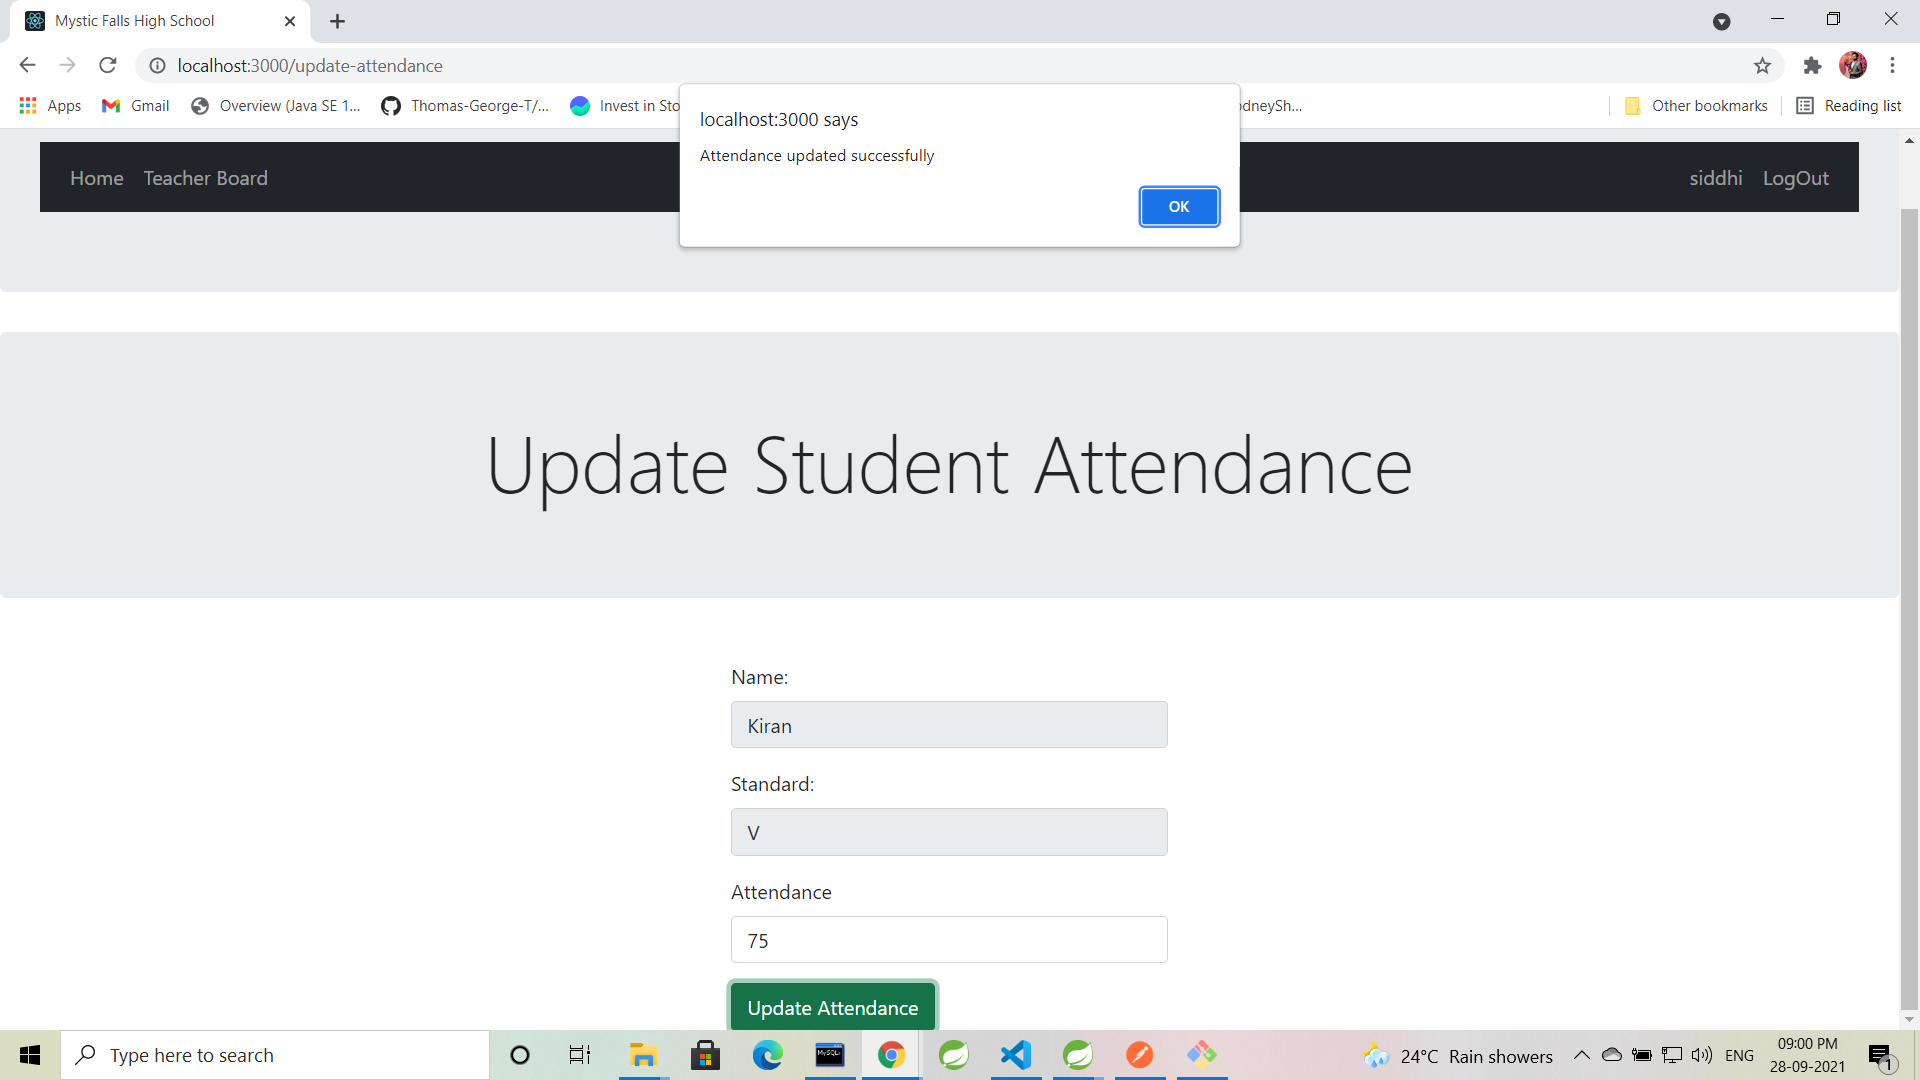 Mystic Falls High School
localhost:3000/update-attendance
Apps
Gmail
Overview (Java SE 1...
Thomas-George-T/...
Invest in Sto
odneySh...
Other bookmarks
Reading list
localhost:3000 says
Attendance updated successfully
OK
Home
Teacher Board
siddhi
LogOut
Update Student Attendance
Name:
Kiran
Standard:
V
Attendance
75
Update Attendance
Type here to search
MySQL
24°C Rain showers
ENG
09:00 PM
28-09-2021
1